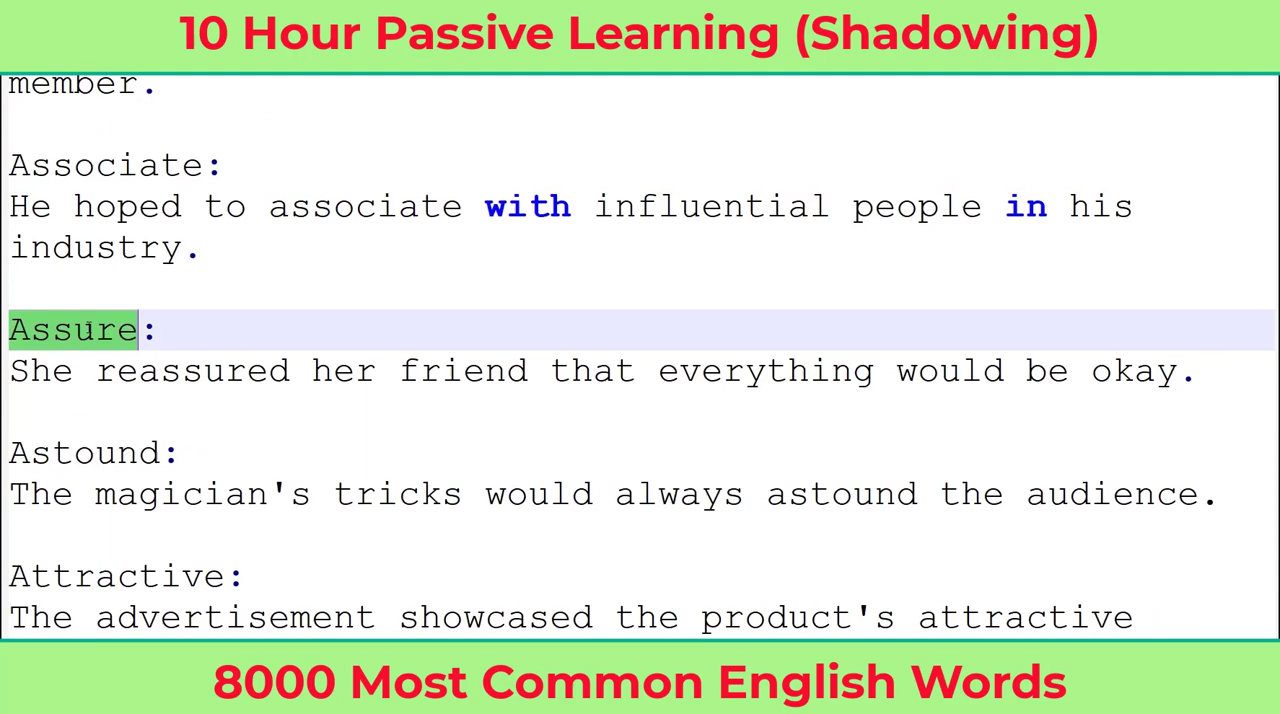 10 Hour Passive Learning (Shadowing)
member.
Associate:
He hoped to associate with influential people in his
industry.
Assure:
She reassured her friend that everything would be okay.
Astound:
The magician's tricks would always astound the audience.
Attractive:
The advertisement showcased the product's attractive
8000 Most Common English Words